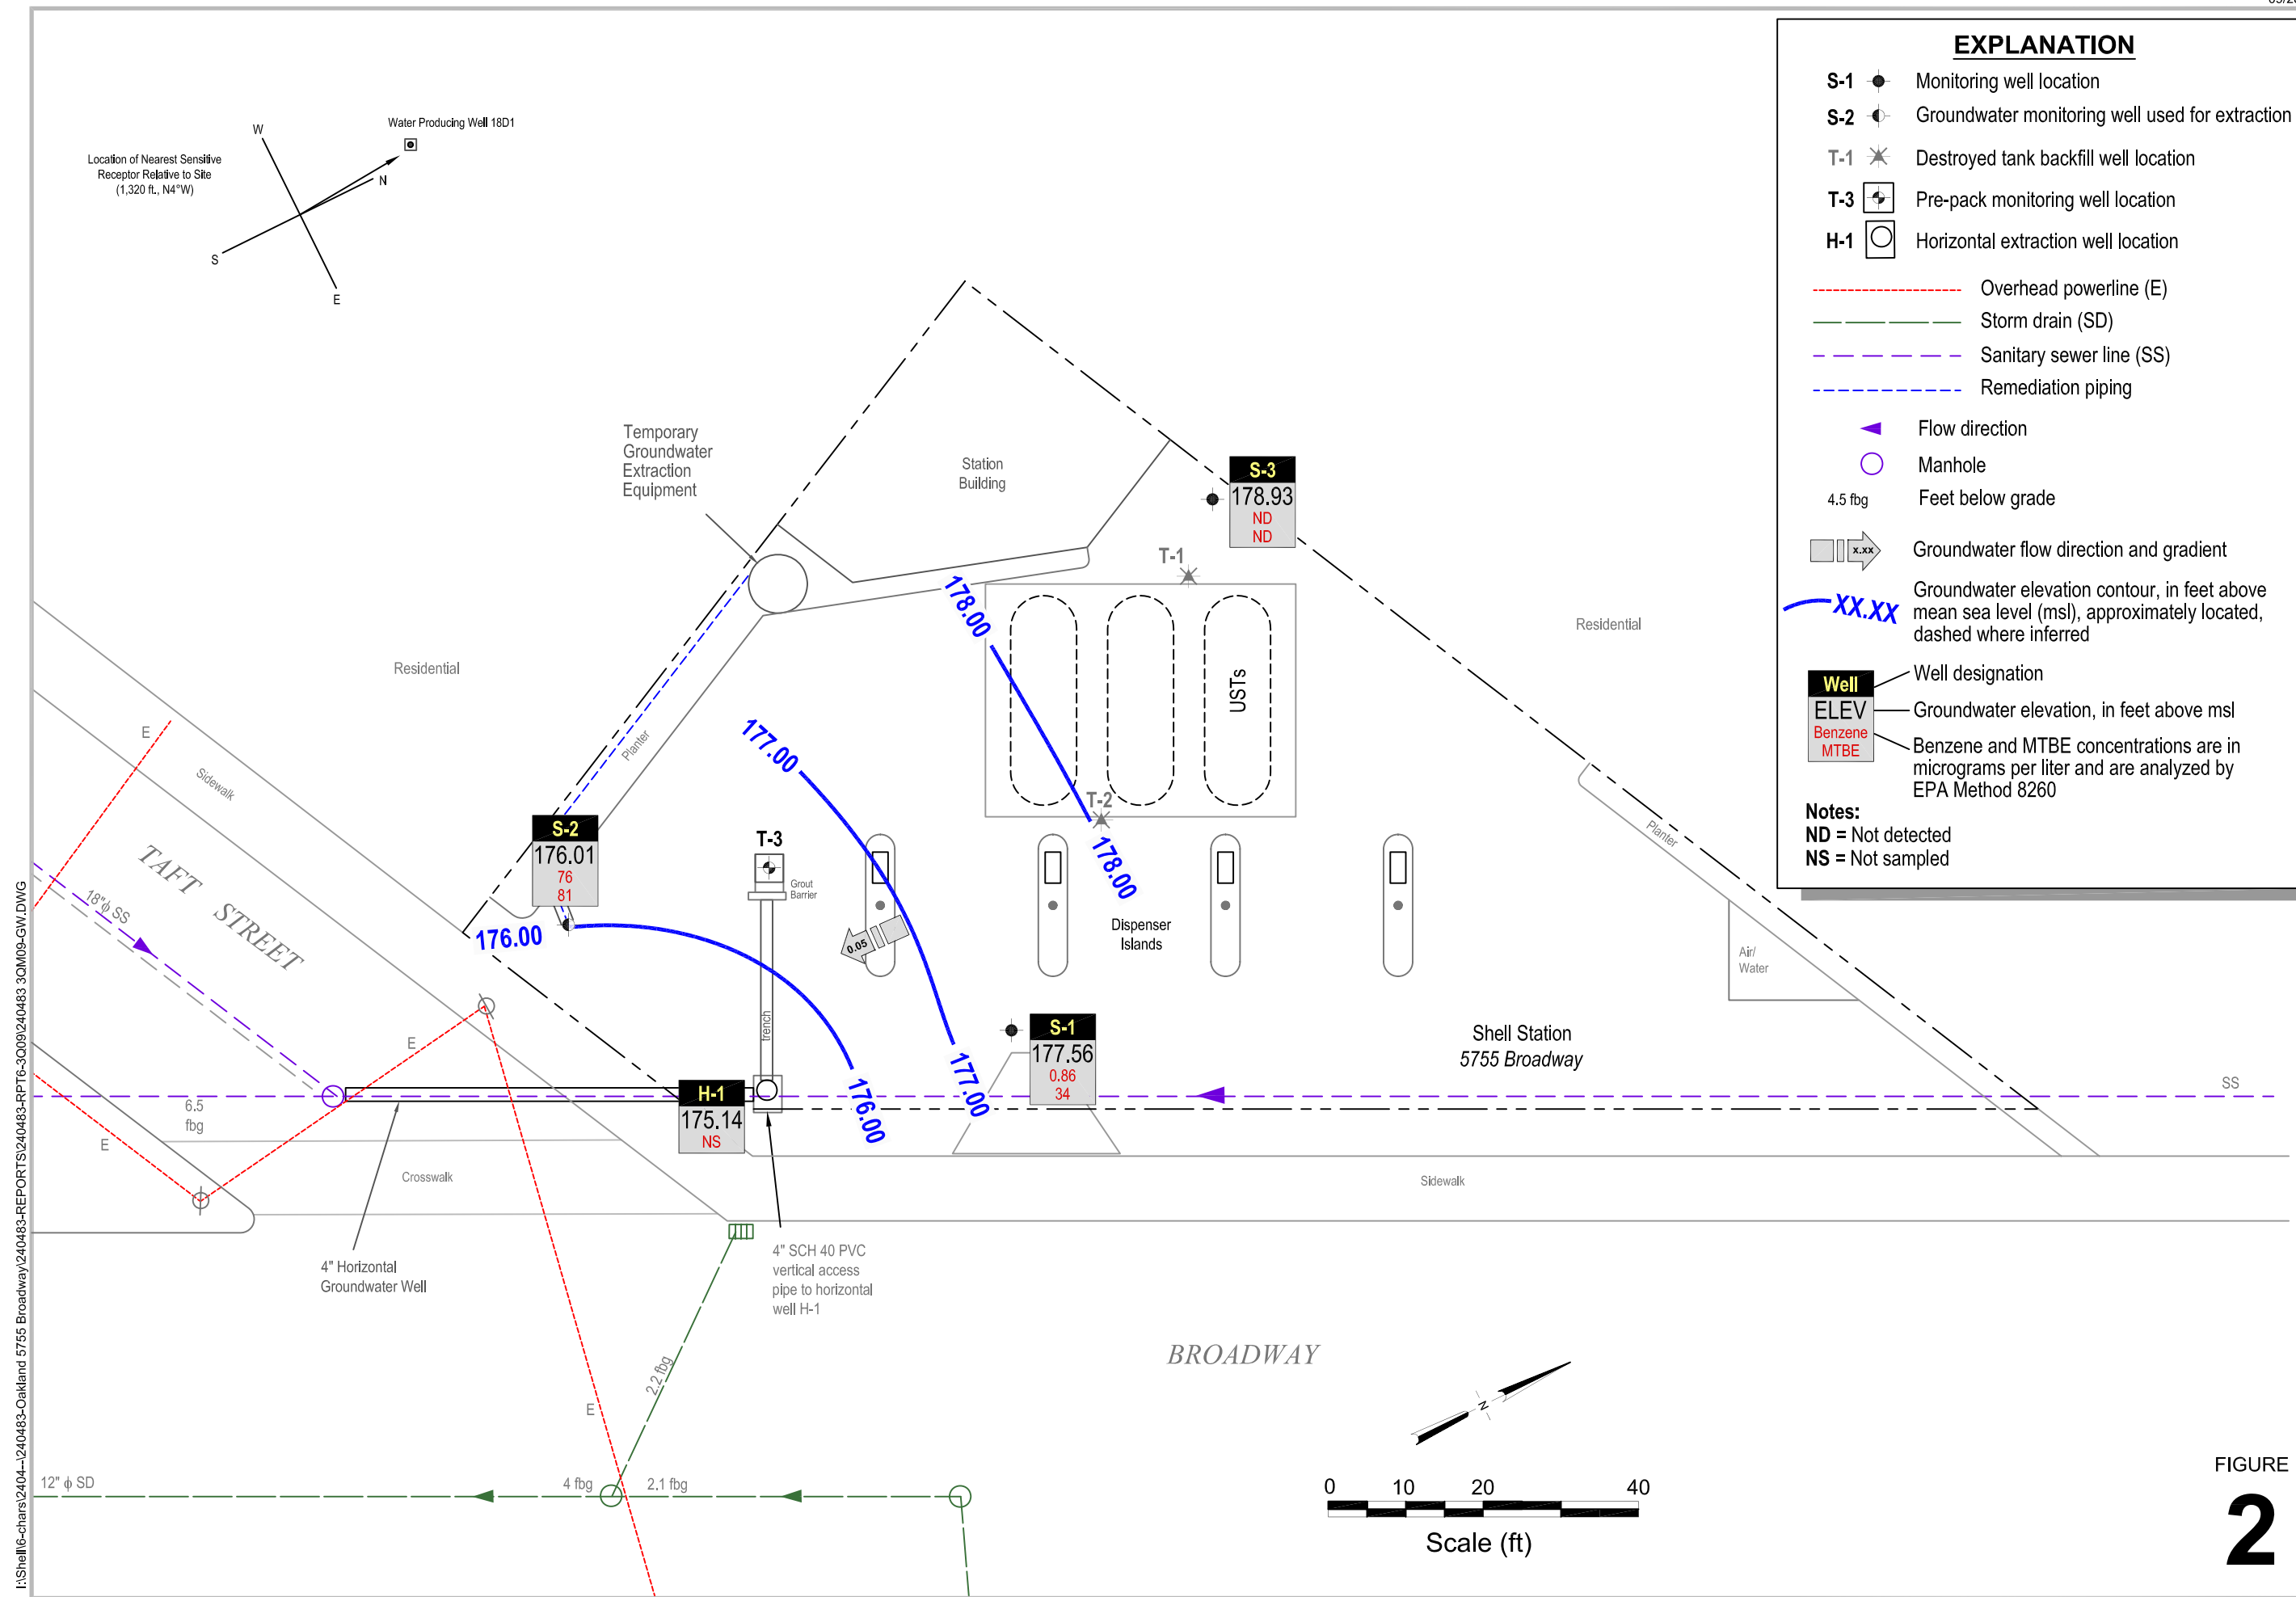 EXPLANATION
S-1 Monitoring well location
S-2 Groundwater monitoring well used for extraction
T-1 Destroyed tank backfill well location
T-3 Pre-pack monitoring well location
H-1 Horizontal extraction well location
Overhead powerline (E)
Storm drain (SD)
Sanitary sewer line (SS)
Remediation piping
Flow direction
Manhole
4.5 fbg Feet below grade
x.xx Groundwater flow direction and gradient
XX.XX Groundwater elevation contour, in feet above
mean sea level (msl), approximately located,
dashed where inferred
Well
ELEV
Benzene
MTBE
Well designation
Groundwater elevation, in feet above msl
Benzene and MTBE concentrations are in
micrograms per liter and are analyzed by
EPA Method 8260
Notes:
ND = Not detected
NS = Not sampled
W
N
S
E
Water Producing Well 18D1
Location of Nearest Sensitive
Receptor Relative to Site
(1,320 ft., N4°W)
Temporary
Groundwater
Extraction
Equipment
Station
Building
S-3
178.93
ND
ND
T-1
178.00
Residential
Residential
USTs
177.00
Planter
E
Sidewalk
T-2
S-2
176.01
76
81
T-3
Grout
Barrier
178.00
Planter
TAFT STREET
18"ϕ SS
176.00
0.05
Dispenser
Islands
Air/
Water
trench
S-1
177.56
0.86
34
Shell Station
5755 Broadway
E
177.00
176.00
H-1
175.14
NS
SS
6.5
fbg
E
Crosswalk
Sidewalk
4" Horizontal
Groundwater Well
4" SCH 40 PVC
vertical access
pipe to horizontal
well H-1
BROADWAY
2.2 fbg
E
N
12" ϕ SD
4 fbg
2.1 fbg
0 10 20 40
Scale (ft)
FIGURE
2
I:\Shell\6-chars\2404--\240483-Oakland 5755 Broadway\240483-REPORTS\240483-RPT6-3Q09\240483 3QM09-GW.DWG